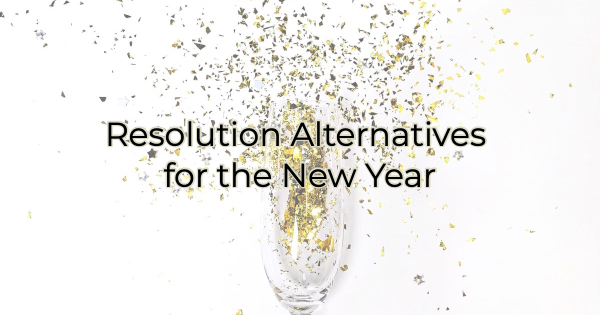 Resolution Alternatives
for the New Year